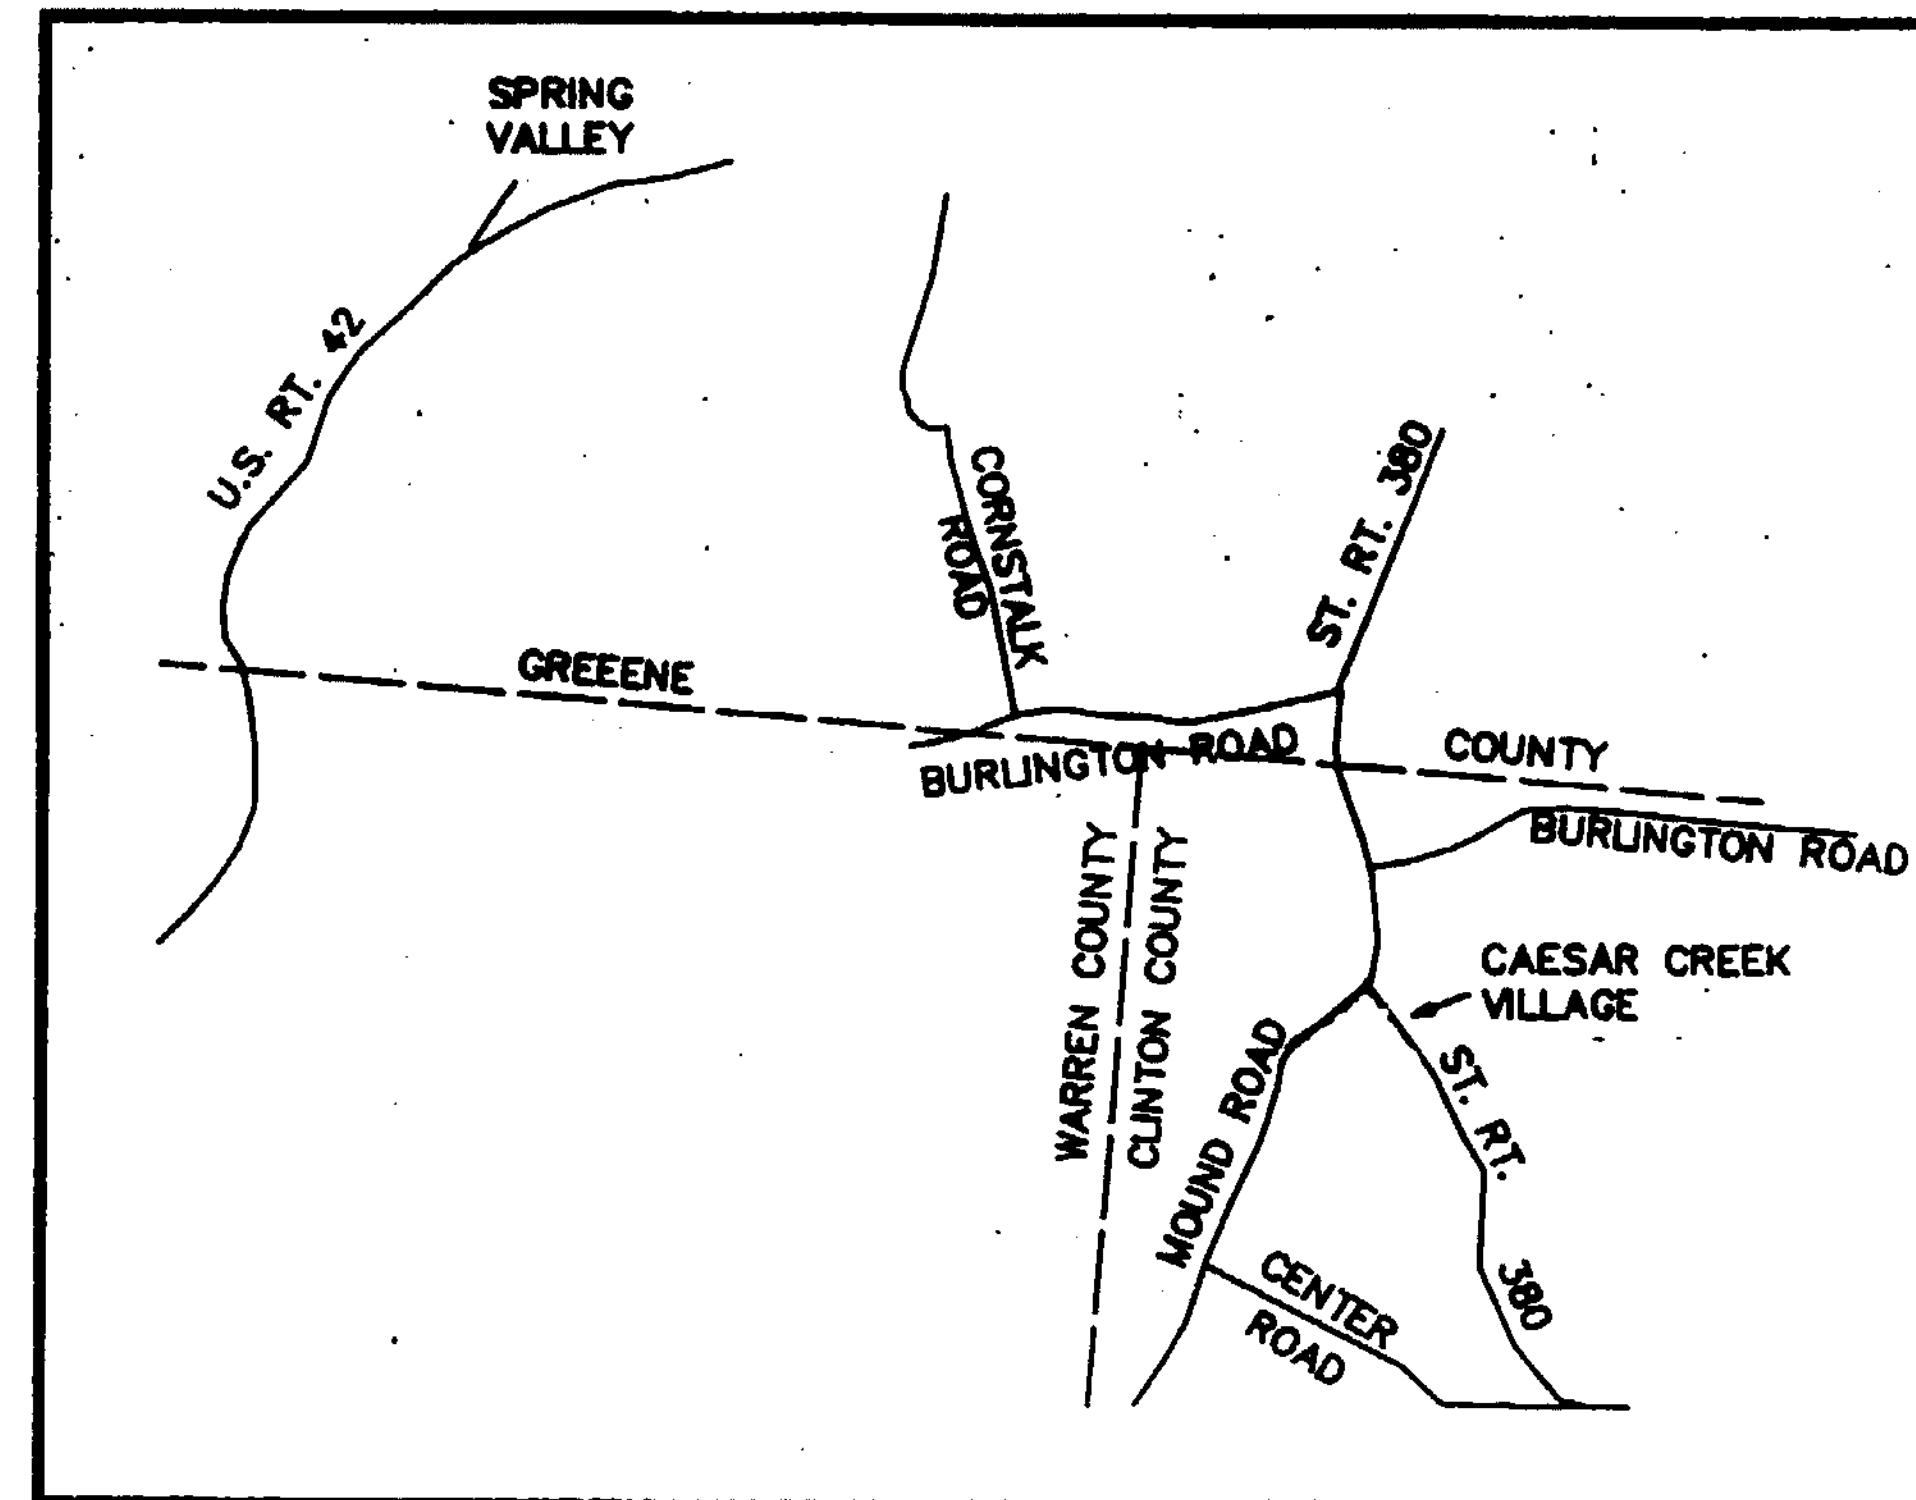 SPRING
VALLEY
U.S. RT. 42
CORNSTALK
ROAD
ST. RT. 380
GREEENE
COUNTY
BURLINGTON ROAD
BURLINGTON ROAD
WARREN COUNTY
CLINTON COUNTY
CAESAR CREEK
VILLAGE
MOUND ROAD
ST. RT. 380
CENTER
ROAD